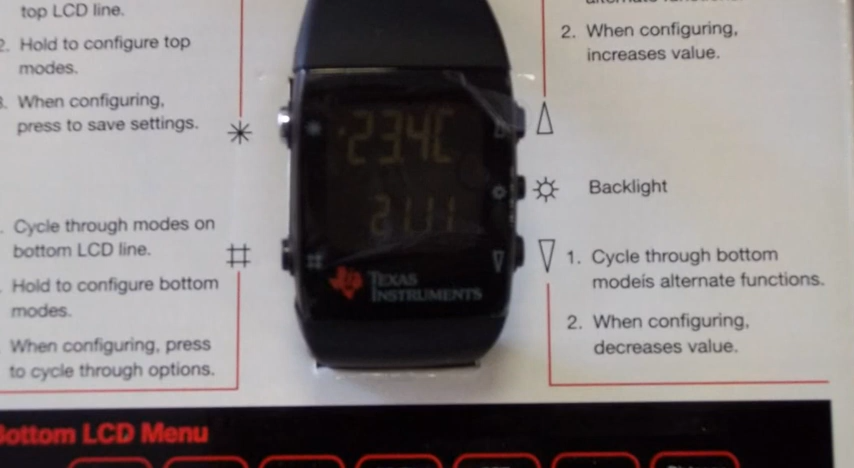 top LCD line.
2. Hold to configure top
modes.
3. When configuring,
press to save settings.
Cycle through modes on
bottom LCD line.
Hold to configure bottom
modes.
When configuring, press
to cycle through options.
23.4C
TEXAS
INSTRUMENTS
2. When configuring,
increases value.
Backlight
1. Cycle through bottom
modeís alternate functions.
2. When configuring,
decreases value.
Bottom LCD Menu